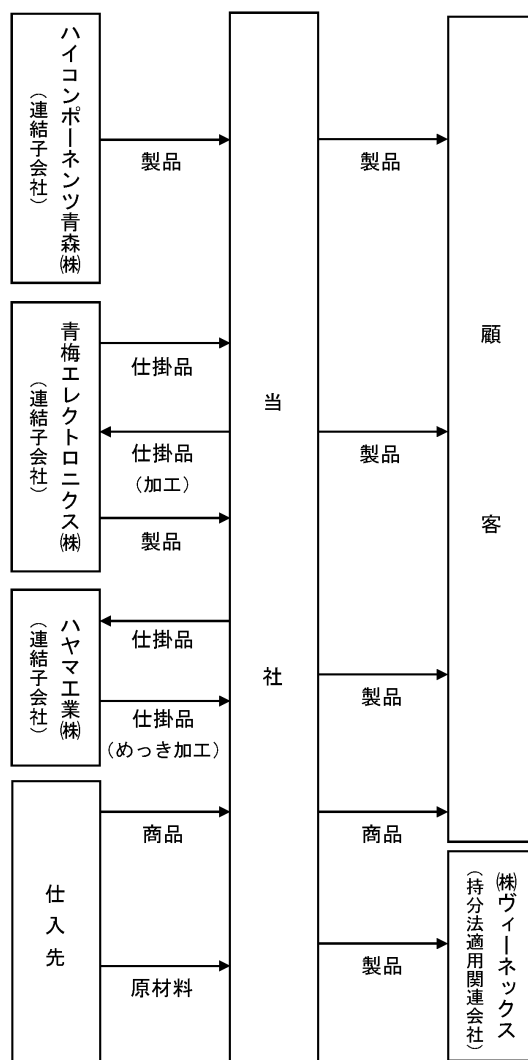 ハイコンポーネンツ青森㈱
（連結子会社）
製品
青梅エレクトロニクス㈱
（連結子会社）
仕掛品
仕掛品
（加工）
製品
ハヤマ工業㈱
（連結子会社）
仕掛品
仕掛品
（めっき加工）
仕入先
商品
原材料
当社
製品
製品
製品
商品
製品
顧客
㈱ヴィーネックス
（持分法適用関連会社）